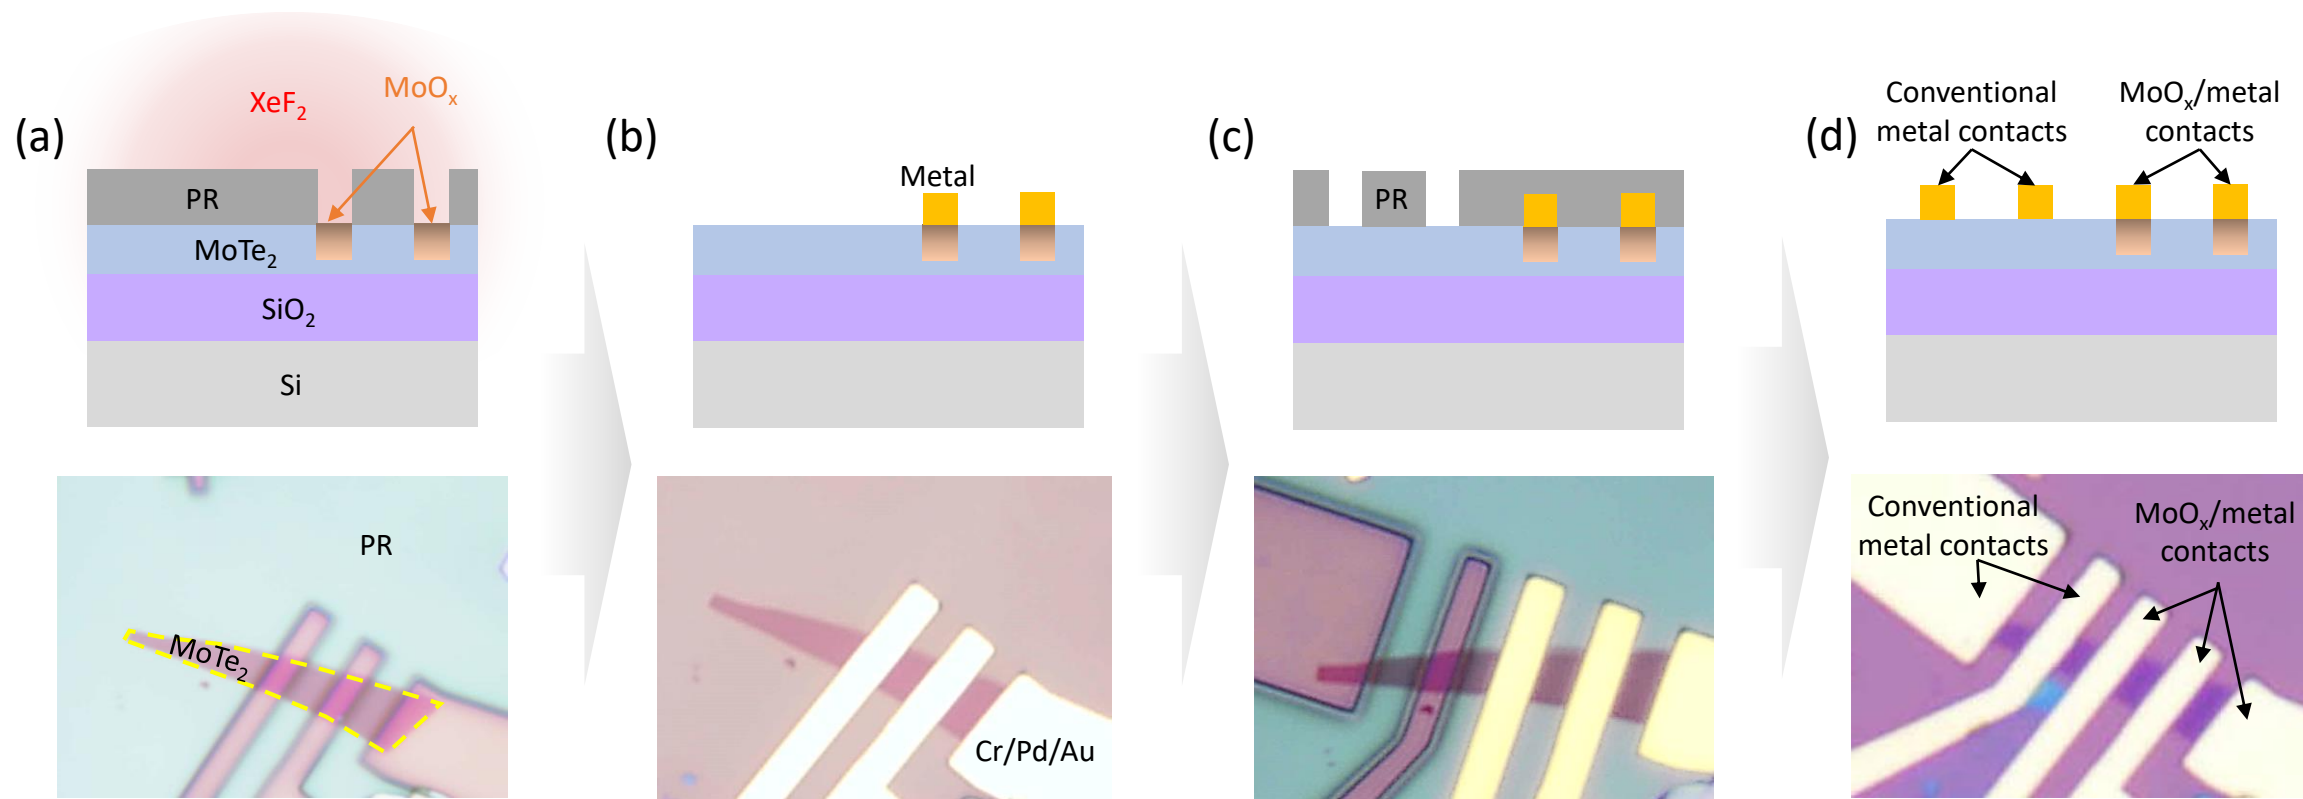 (a)
XeF2
MoOx
PR
MoTe2
SiO2
Si
PR
MoTe2
(b)
Metal
Cr/Pd/Au
(c)
PR
(d)
Conventional
metal contacts
MoOx/metal
contacts
Conventional
metal contacts
MoOx/metal
contacts